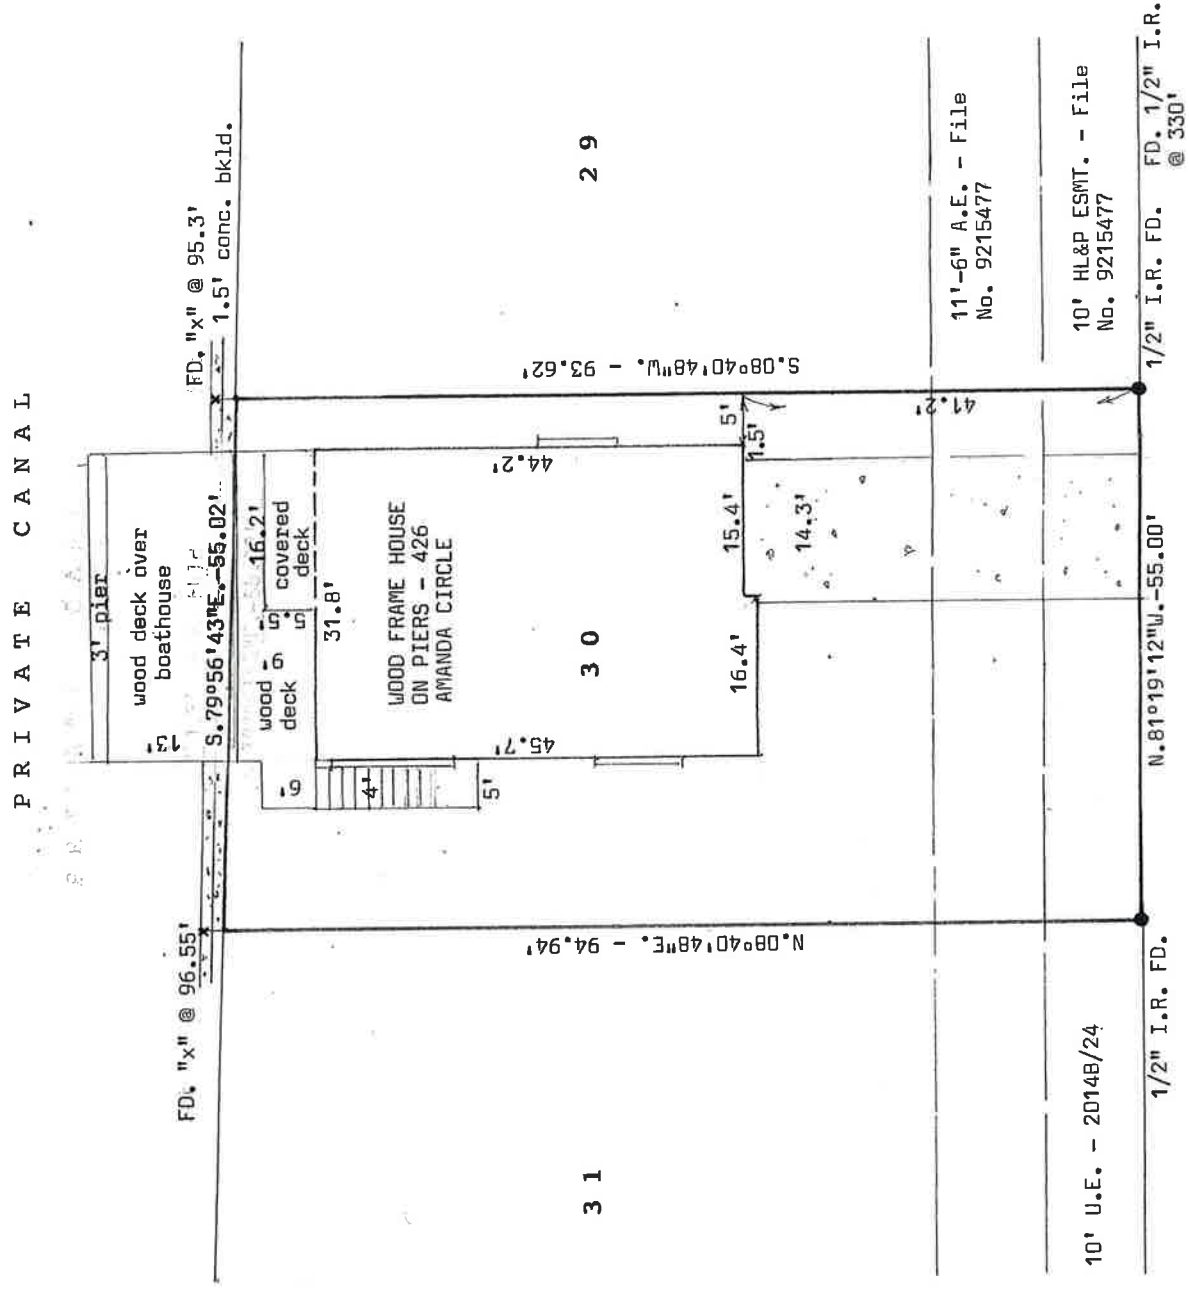 PRIVATE CANAL
FD. "x" @ 96.55'
FD. "x" @ 95.3'
1.5' conc. bkld.
3' pier
wood deck over
boathouse
13'
S.79°56'43"E.-55.02'
16.2'
covered
deck
5.5'
9'
wood
deck
6'
4'
5'
31.8'
WOOD FRAME HOUSE
ON PIERS - 426
AMANDA CIRCLE
44.2'
45.7'
31
30
29
N.08°40'48"E. - 94.94'
S.08°40'48"W. - 93.62'
16.4'
15.4'
5'
1.5'
14.3'
41.2'
11'-6" A.E. - File
No. 9215477
10' HL&P ESMT. - File
No. 9215477
10' U.E. - 2014B/24
1/2" I.R. FD.
N.81°19'12"W.-55.00'
1/2" I.R. FD.
FD. 1/2" I.R.
@ 330'